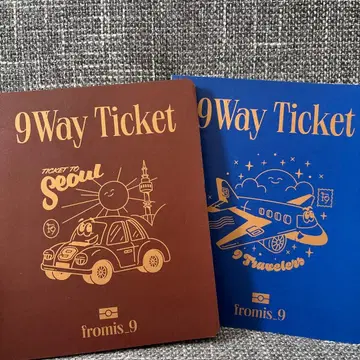 9Way Ticket
TICKET TO
Seoul
fromis_9
9Way Ticket
9 Travelers
fromis_9